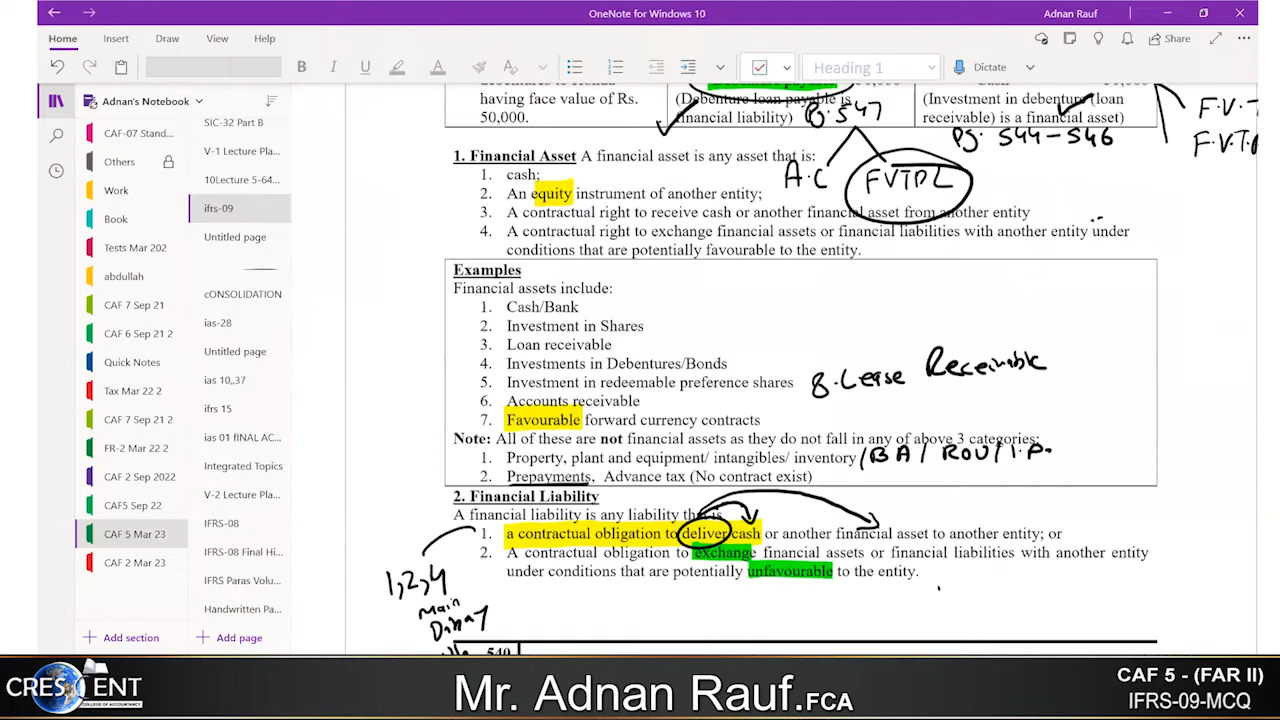 OneNote for Windows 10
Adnan Rauf
Home Insert Draw View Help
Share
B I U A Heading 1 Dictate
Adnan's Notebook
CAF-07 Stand...
Others
Work
Book
Tests Mar 202
abdullah
CAF 7 Sep 21
CAF 6 Sep 21 2
Quick Notes
Tax Mar 22 2
CAF 7 Sep 21 2
FR-2 Mar 22 2
CAF 2 Sep 2022
CAF5 Sep 22
CAF 5 Mar 23
CAF 2 Mar 23
Add section
SIC-32 Part B
V-1 Lecture Pla...
10Lecture 5-64...
ifrs-09
Untitled page
cONSOLIDATION
ias-28
Untitled page
ias 10,,37
ifrs 15
ias 01 fINAL AC...
Integrated Topics
V-2 Lecture Plan
IFRS-08
IFRS-08 Final Hi...
IFRS Paras Volu...
Handwritten Pa...
Add page
having face value of Rs.
50,000.
(Debenture loan payable is
financial liability)
Pg. 547
(Investment in debenture (loan
receivable) is a financial asset)
Pg. 544-546
F.V.T
F.V.T.P
1. Financial Asset A financial asset is any asset that is:
A.C
FVTPL
1. cash;
2. An equity instrument of another entity;
3. A contractual right to receive cash or another financial asset from another entity
4. A contractual right to exchange financial assets or financial liabilities with another entity under
conditions that are potentially favourable to the entity.
Examples
Financial assets include:
1. Cash/Bank
2. Investment in Shares
3. Loan receivable
4. Investments in Debentures/Bonds
5. Investment in redeemable preference shares
8. Lease Receivable
6. Accounts receivable
7. Favourable forward currency contracts
Note: All of these are not financial assets as they do not fall in any of above 3 categories:
1. Property, plant and equipment/ intangibles/ inventory /BA/ ROU/I.P.
2. Prepayments, Advance tax (No contract exist)
2. Financial Liability
A financial liability is any liability that is
1. a contractual obligation to deliver cash or another financial asset to another entity; or
2. A contractual obligation to exchange financial assets or financial liabilities with another entity
under conditions that are potentially unfavourable to the entity.
1,2,4
main
540
CRESCENT
COLLEGE OF ACCOUNTANCY
Mr. Adnan Rauf.FCA
CAF 5 - (FAR II)
IFRS-09-MCQ